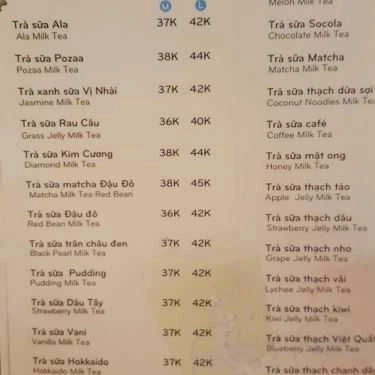 M L
Trà sữa Ala 37K 42K
Ala Milk Tea
Trà sữa Pozaa 38K 44K
Pozaa Milk Tea
Trà xanh sữa Vị Nhài 37K 42K
Jasmine Milk Tea
Trà sữa Rau Câu 36K 40K
Grass Jelly Milk Tea
Trà sữa Kim Cương 38K 44K
Diamond Milk Tea
Trà sữa matcha Đậu Đỏ 38K 45K
Matcha Milk Tea Red Bean
Trà sữa Đậu đỏ 36K 42K
Red Bean Milk Tea
Trà sữa trân châu đen 37K 42K
Black Pearl Milk Tea
Trà sữa Pudding 37K 42K
Pudding Milk Tea
Trà sữa Dâu Tây 37K 42K
Strawberry Milk Tea
Trà sữa Vani 37K 42K
Vanilla Milk Tea
Trà sữa Hokkaido 37K 42K
Hokkaido Milk Tea
Melon Milk Tea
Trà sữa Socola
Chocolate Milk Tea
Trà sữa Matcha
Matcha Milk Tea
Trà sữa thạch dừa sợi
Coconut Noodles Milk Tea
Trà sữa café
Coffee Milk Tea
Trà sữa mật ong
Honey Milk Tea
Trà sữa thạch táo
Apple Jelly Milk Tea
Trà sữa thạch dâu
Strawberry Jelly Milk Tea
Trà sữa thạch nho
Grape Jelly Milk Tea
Trà sữa thạch vải
Lychee Jelly Milk Tea
Trà sữa thạch kiwi
Kiwi Jelly Milk Tea
Trà sữa thạch Việt Quất
Blueberry Jelly Milk Tea
Trà sữa thạch chanh dây